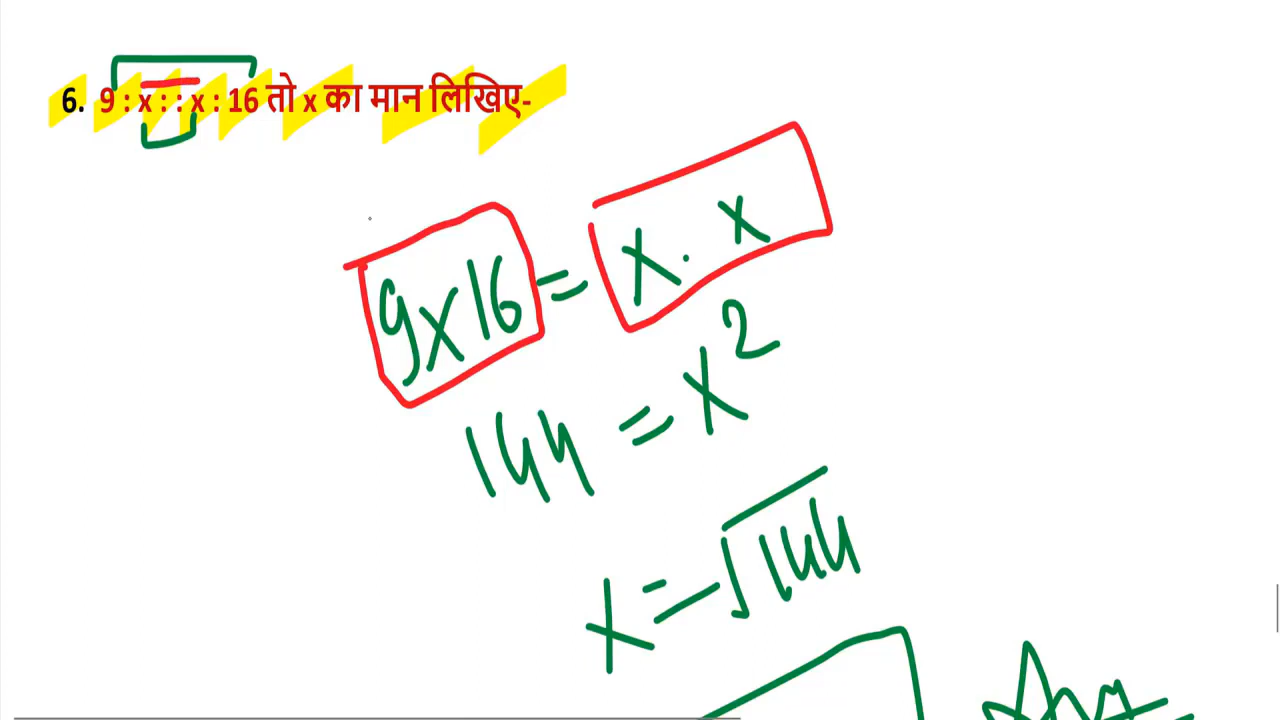 6. 9 : x : : x : 16 तो x का मान लिखिए-
9x16 = x . x
144 = x²
x = √144